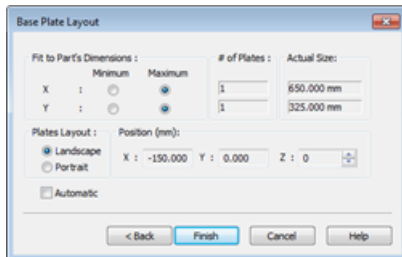 Base Plate Layout
Fit to Part's Dimensions : # of Plates : Actual Size:
Minimum Maximum
X : 1 650.000 mm
Y : 1 325.000 mm
Plates Layout : Position (mm):
Landscape X : -150.000 Y : 0.000 Z : 0
Portrait
Automatic
< Back Finish Cancel Help